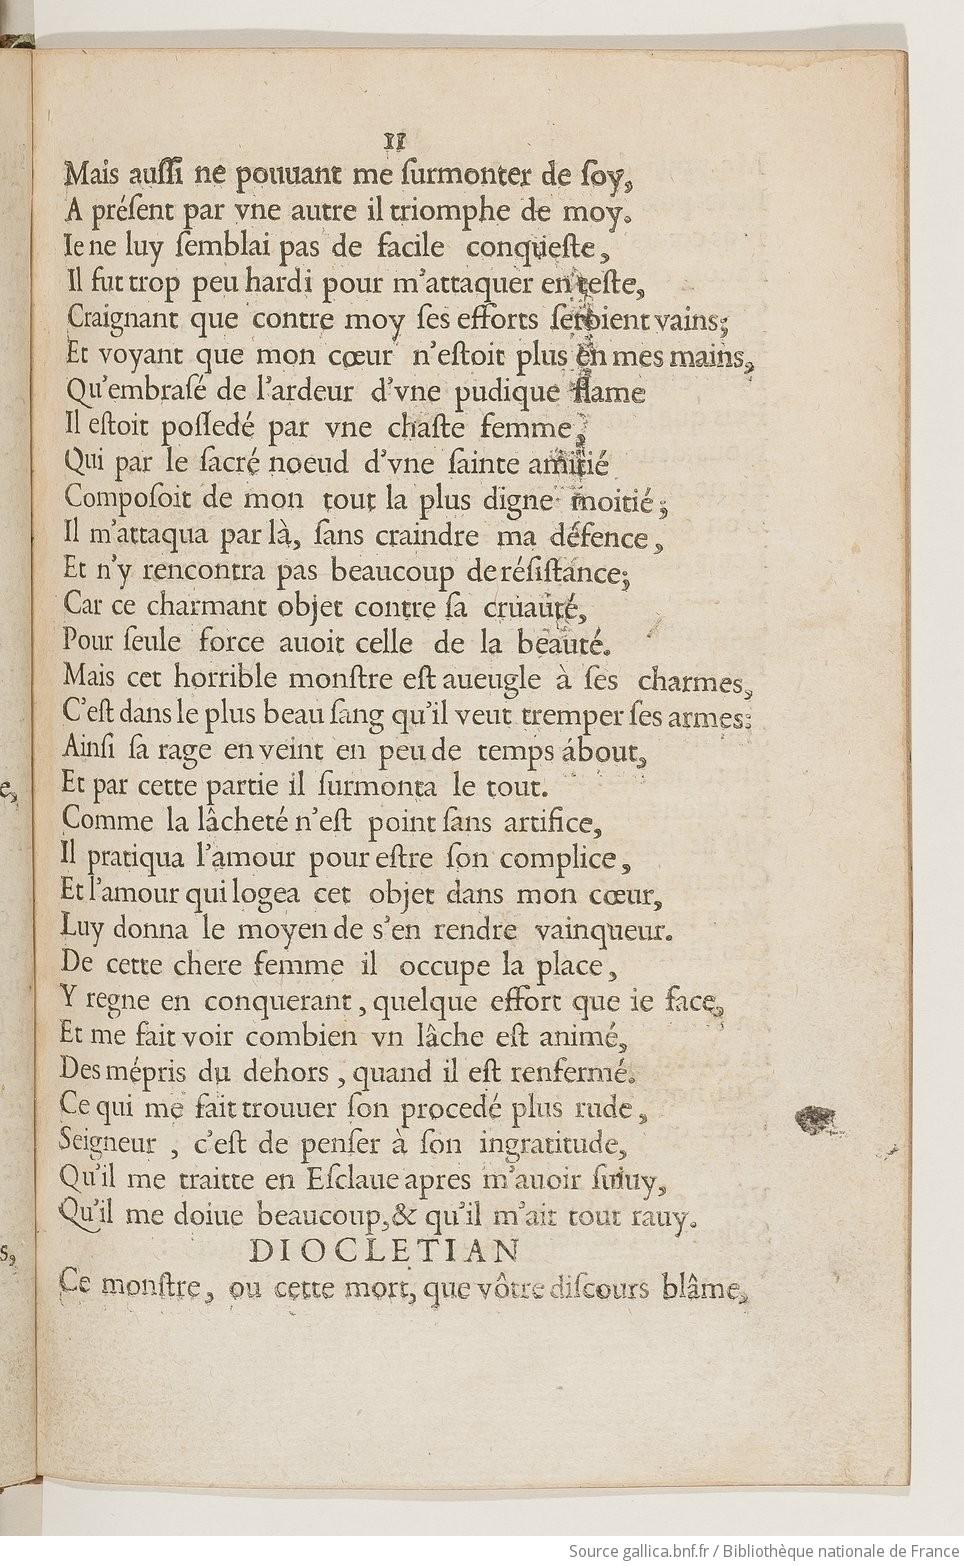 11
Mais auſſi ne pouuant me ſurmonter de ſoy,
A préſent par vne autre il triomphe de moy.
Ie ne luy ſemblai pas de facile conqueſte,
Il fut trop peu hardi pour m'attaquer en teſte,
Craignant que contre moy ſes efforts ſeroient vains;
Et voyant que mon cœur n'eſtoit plus en mes mains,
Qu'embraſé de l'ardeur d'vne pudique flame
Il eſtoit poſſedé par vne chaſte femme,
Qui par le ſacré noeud d'vne ſainte amitié
Compoſoit de mon tout la plus digne moitié;
Il m'attaqua par là, ſans craindre ma défence,
Et n'y rencontra pas beaucoup de réſiſtance;
Car ce charmant objet contre ſa cruauté,
Pour ſeule force auoit celle de la beauté.
Mais cet horrible monſtre eſt aueugle à ſes charmes,
C'eſt dans le plus beau ſang qu'il veut tremper ſes armes:
Ainſi ſa rage en veint en peu de temps ábout,
Et par cette partie il ſurmonta le tout.
Comme la lâcheté n'eſt point ſans artifice,
Il pratiqua l'amour pour eſtre ſon complice,
Et l'amour qui logea cet objet dans mon cœur,
Luy donna le moyen de s'en rendre vainqueur.
De cette chere femme il occupe la place,
Y regne en conquerant, quelque effort que ie face,
Et me fait voir combien vn lâche eſt animé,
Des mépris du dehors, quand il eſt renfermé.
Ce qui me fait trouuer ſon procedé plus rude,
Seigneur, c'eſt de penſer à ſon ingratitude,
Qu'il me traitte en Eſclaue apres m'auoir ſuiuy,
Qu'il me doiue beaucoup, & qu'il m'ait tout rauy.
DIOCLETIAN
Ce monſtre, ou cette mort, que vôtre diſcours blâme,
e,
s,
Source gallica.bnf.fr / Bibliothèque nationale de France